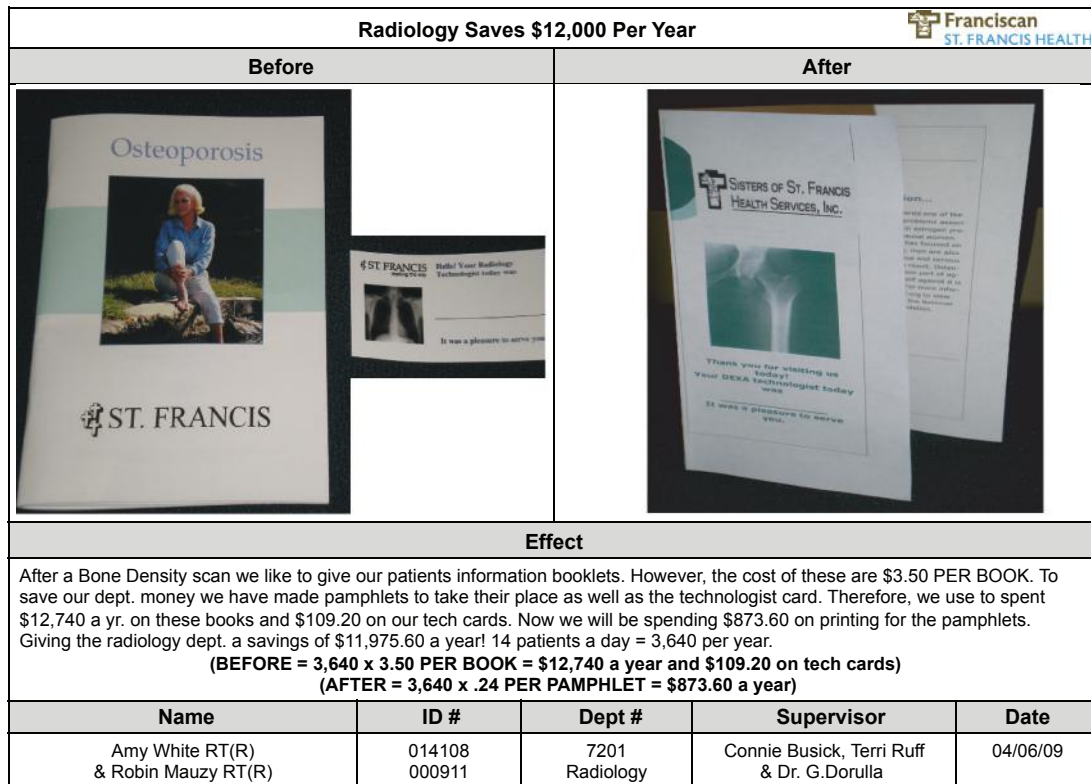 Radiology Saves $12,000 Per Year
Franciscan
ST. FRANCIS HEALTH
Before
After
Osteoporosis
ST. FRANCIS
ST. FRANCIS
Hello! Your Radiology
Technologist today was
It was a pleasure to serve you
SISTERS OF ST. FRANCIS
HEALTH SERVICES, INC.
Thank you for visiting us
today!
Your DEXA technologist today
was
It was a pleasure to serve
you.
Effect
After a Bone Density scan we like to give our patients information booklets. However, the cost of these are $3.50 PER BOOK. To
save our dept. money we have made pamphlets to take their place as well as the technologist card. Therefore, we use to spent
$12,740 a yr. on these books and $109.20 on our tech cards. Now we will be spending $873.60 on printing for the pamphlets.
Giving the radiology dept. a savings of $11,975.60 a year! 14 patients a day = 3,640 per year.
(BEFORE = 3,640 x 3.50 PER BOOK = $12,740 a year and $109.20 on tech cards)
(AFTER = 3,640 x .24 PER PAMPHLET = $873.60 a year)
Name
ID #
Dept #
Supervisor
Date
Amy White RT(R)
& Robin Mauzy RT(R)
014108
000911
7201
Radiology
Connie Busick, Terri Ruff
& Dr. G.Dorulla
04/06/09